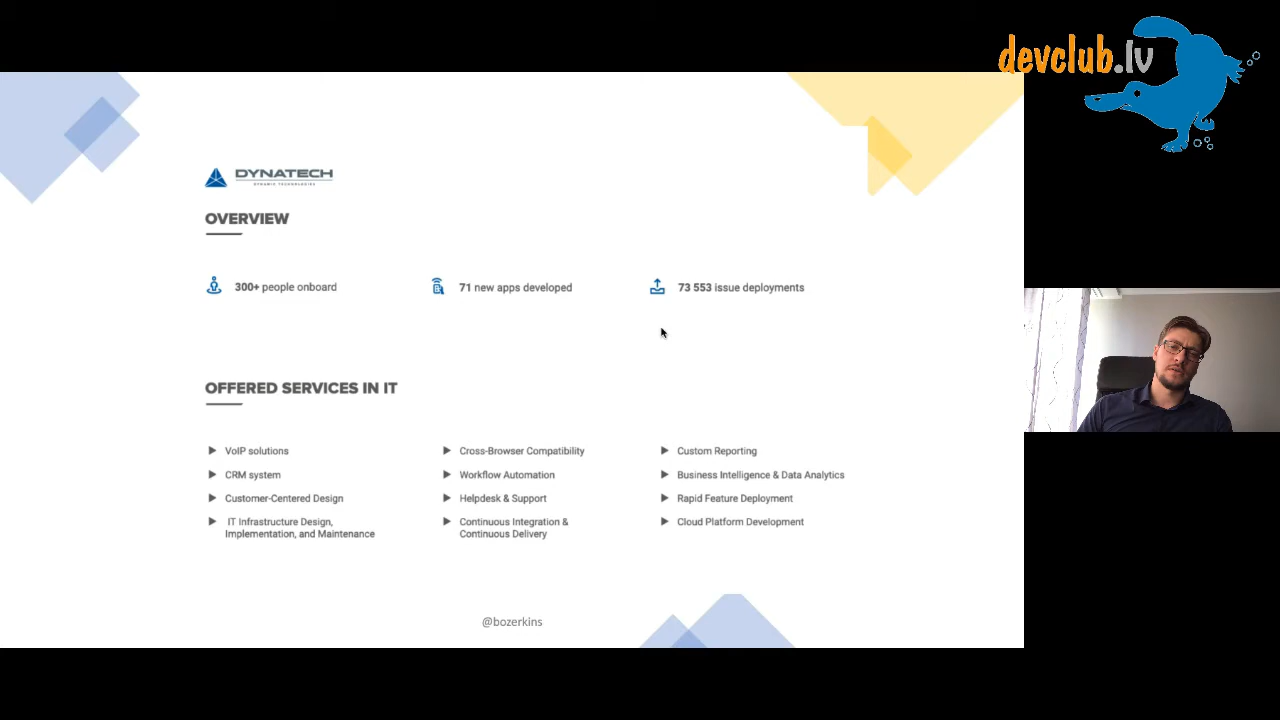 devclub.lv
DYNATECH
DYNAMIC TECHNOLOGIES
OVERVIEW
300+ people onboard
71 new apps developed
73 553 issue deployments
OFFERED SERVICES IN IT
VoIP solutions
CRM system
Customer-Centered Design
IT Infrastructure Design,
Implementation, and Maintenance
Cross-Browser Compatibility
Workflow Automation
Helpdesk & Support
Continuous Integration &
Continuous Delivery
Custom Reporting
Business Intelligence & Data Analytics
Rapid Feature Deployment
Cloud Platform Development
@bozerkins